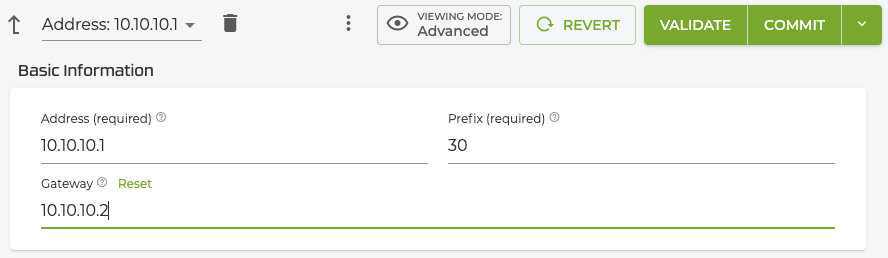 Address: 10.10.10.1
VIEWING MODE:
Advanced
REVERT
VALIDATE
COMMIT
Basic Information
Address (required)
Prefix (required)
10.10.10.1
30
Gateway
Reset
10.10.10.2